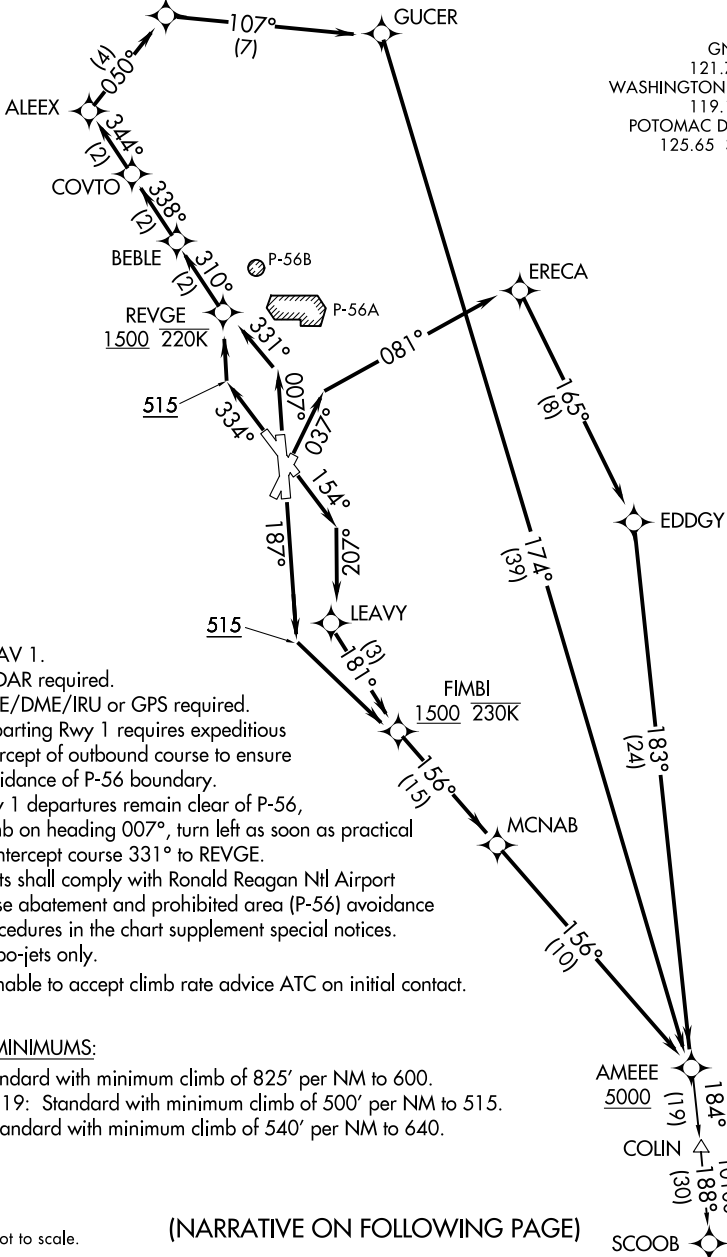 107°
(7)
GUCER
GN
121.7
WASHINGTON
119.
POTOMAC D
125.65
(4)
050°
ALEEX
344°
(2)
COVTO
338°
(2)
BEBLE
310°
(2)
P-56B
ERECA
REVGE
1500 220K
P-56A
331°
081°
007°
037°
515
334°
165°
(8)
154°
EDDGY
187°
207°
174°
(39)
515
LEAVY
(3)
181°
FIMBI
1500 230K
183°
(24)
156°
(15)
MCNAB
156°
(10)
AV 1.
DAR required.
E/DME/IRU or GPS required.
parting Rwy 1 requires expeditious
ercept of outbound course to ensure
idance of P-56 boundary.
y 1 departures remain clear of P-56,
mb on heading 007°, turn left as soon as practical
ntercept course 331° to REVGE.
ts shall comply with Ronald Reagan Ntl Airport
se abatement and prohibited area (P-56) avoidance
cedures in the chart supplement special notices.
bo-jets only.
nable to accept climb rate advice ATC on initial contact.
MINIMUMS:
ndard with minimum climb of 825' per NM to 600.
19: Standard with minimum climb of 500' per NM to 515.
tandard with minimum climb of 540' per NM to 640.
AMEEE
5000
184°
(19)
COLIN
188°
(30)
SCOOB
ot to scale.
(NARRATIVE ON FOLLOWING PAGE)